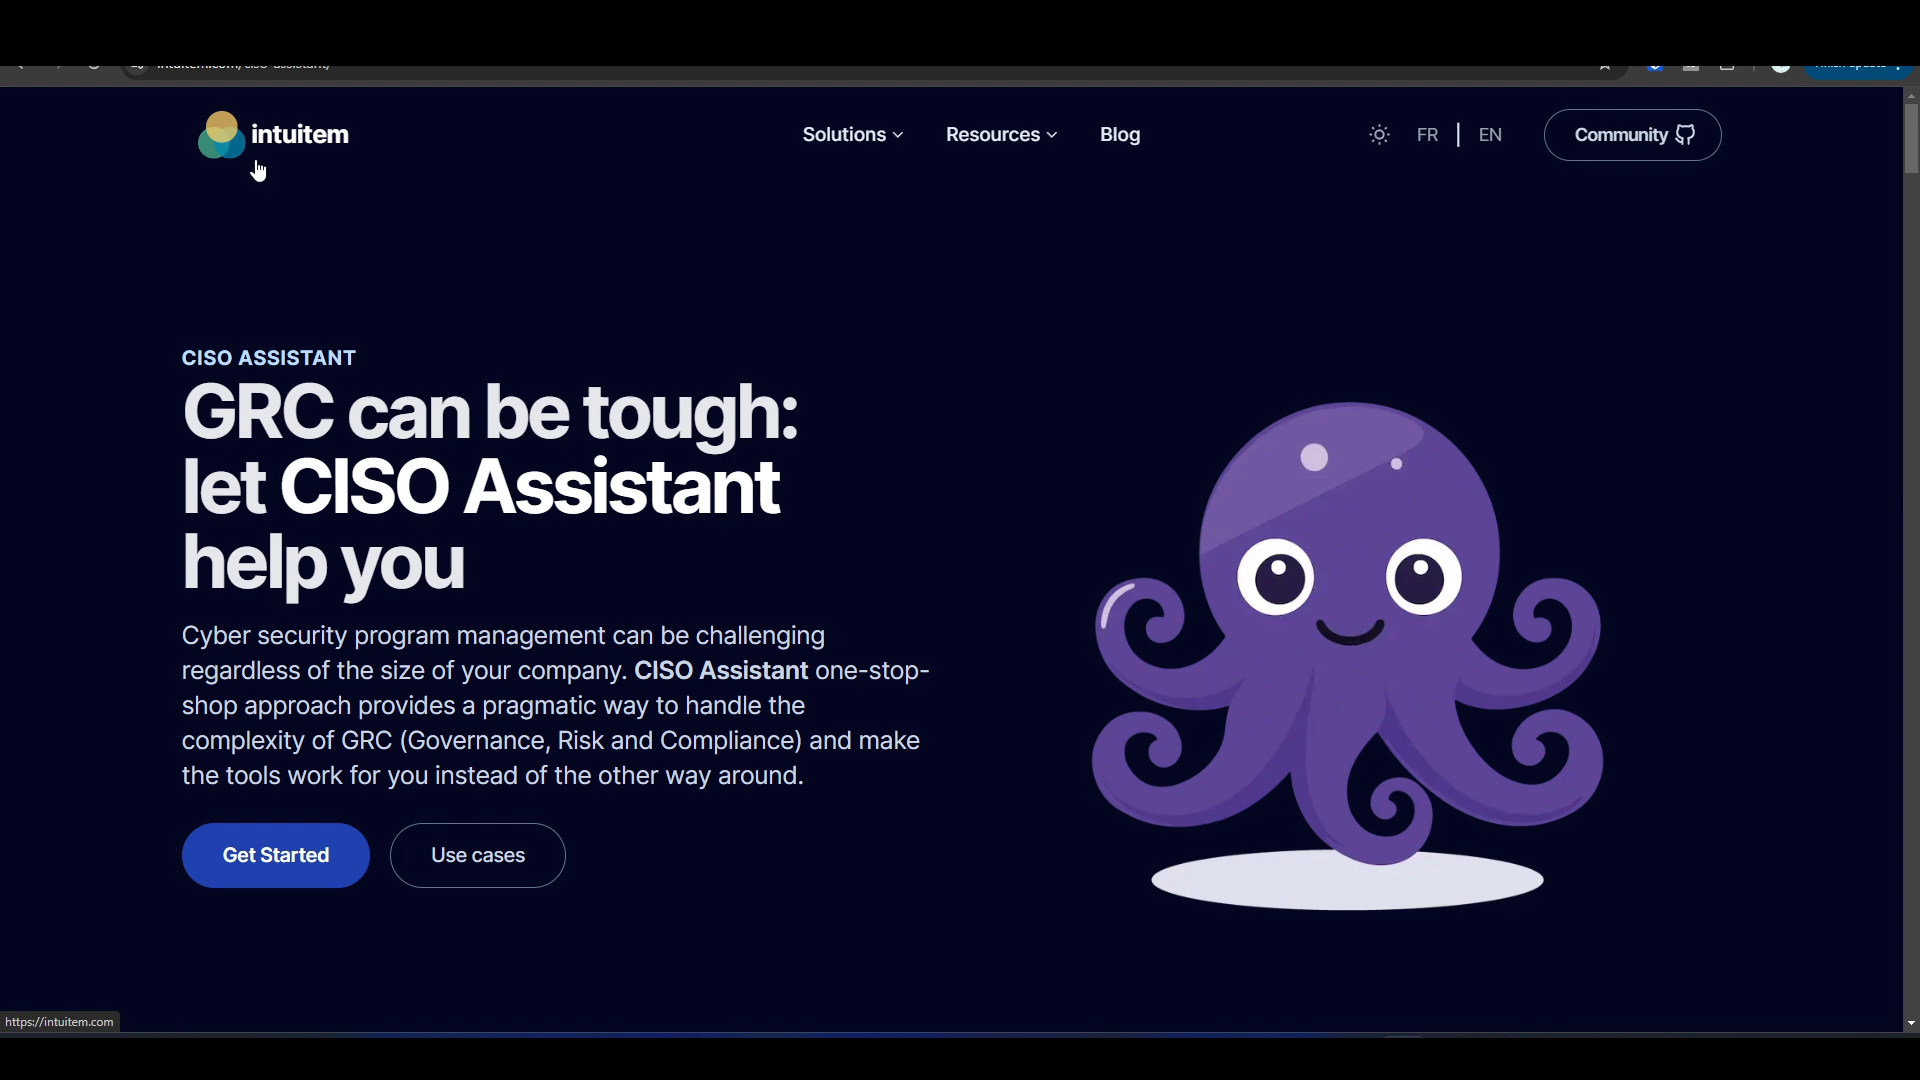 intuitem
Solutions
Resources
Blog
FR | EN
Community
CISO ASSISTANT
GRC can be tough:
let CISO Assistant
help you
Cyber security program management can be challenging
regardless of the size of your company. CISO Assistant one-stop-
shop approach provides a pragmatic way to handle the
complexity of GRC (Governance, Risk and Compliance) and make
the tools work for you instead of the other way around.
Get Started
Use cases
https://intuitem.com